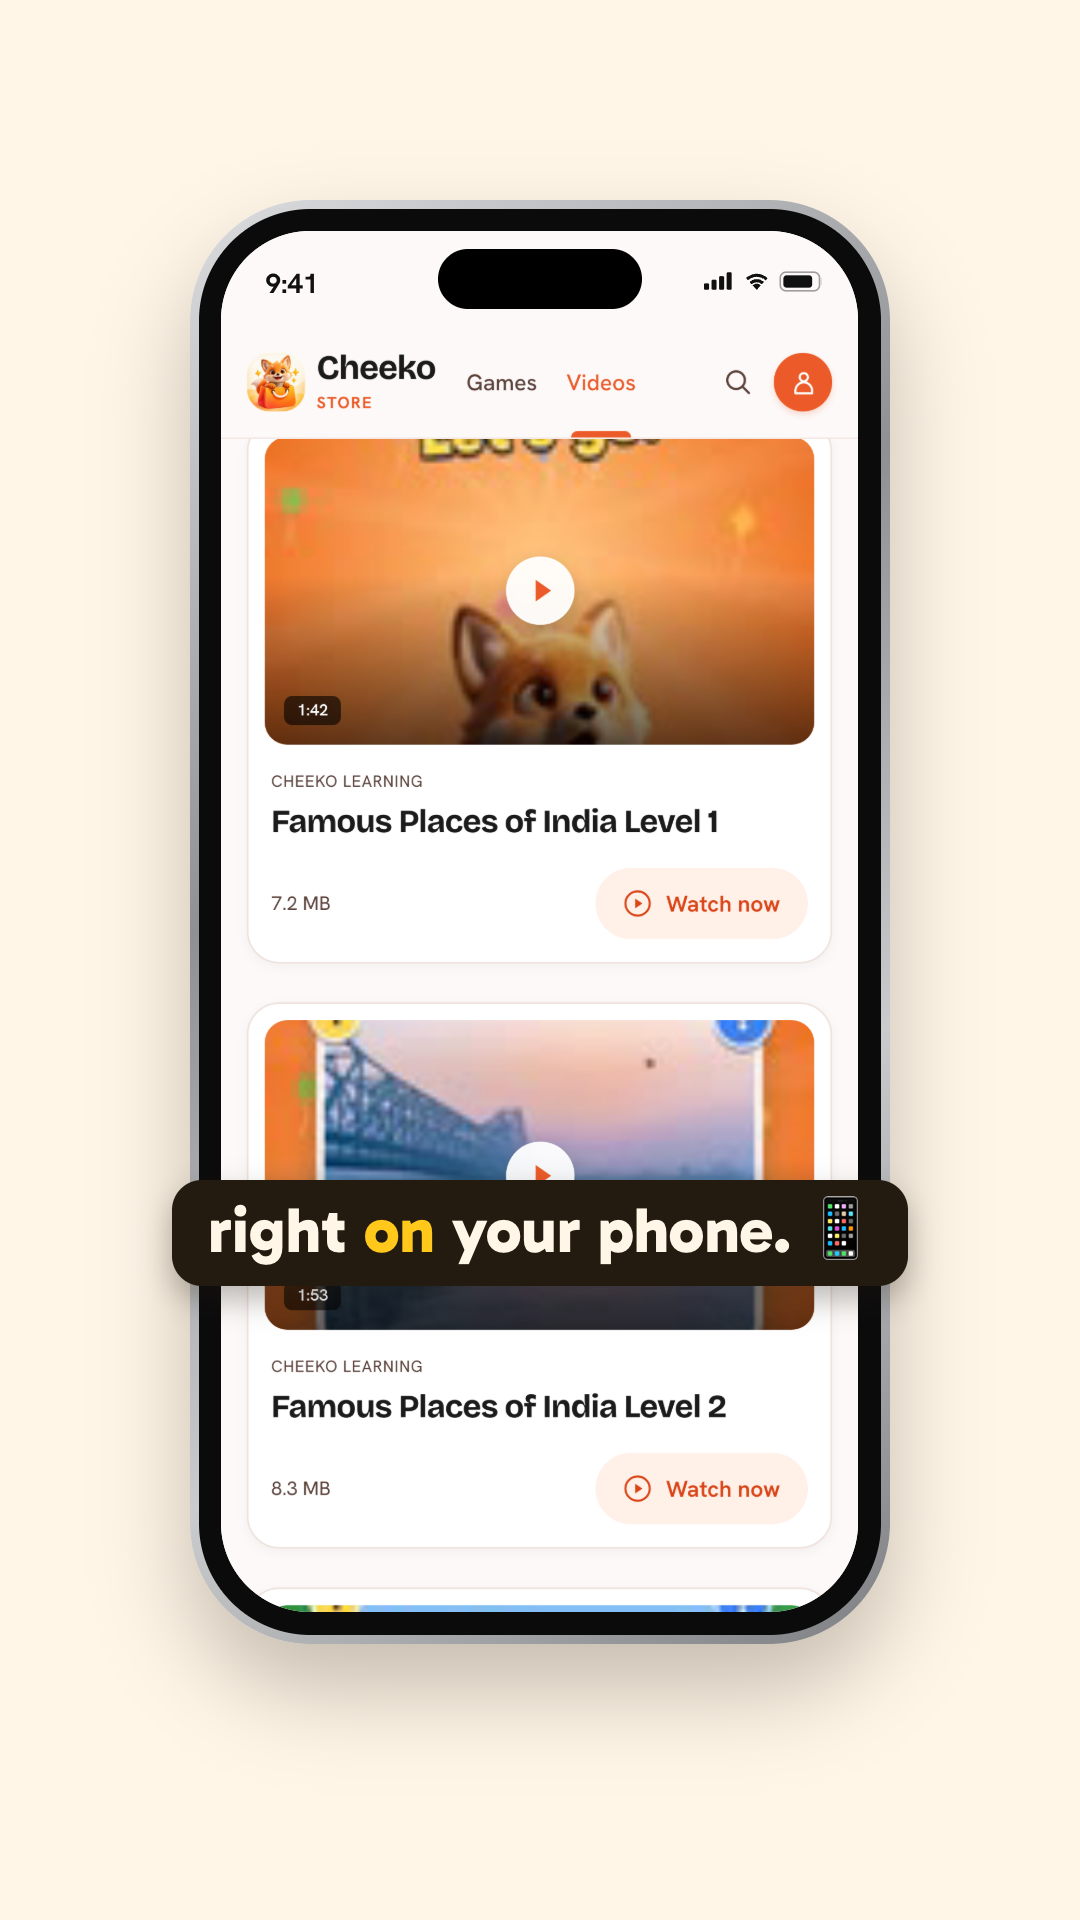 9:41
Cheeko
STORE
Games
Videos
1:42
CHEEKO LEARNING
Famous Places of India Level 1
7.2 MB
Watch now
right on your phone.
1:53
CHEEKO LEARNING
Famous Places of India Level 2
8.3 MB
Watch now